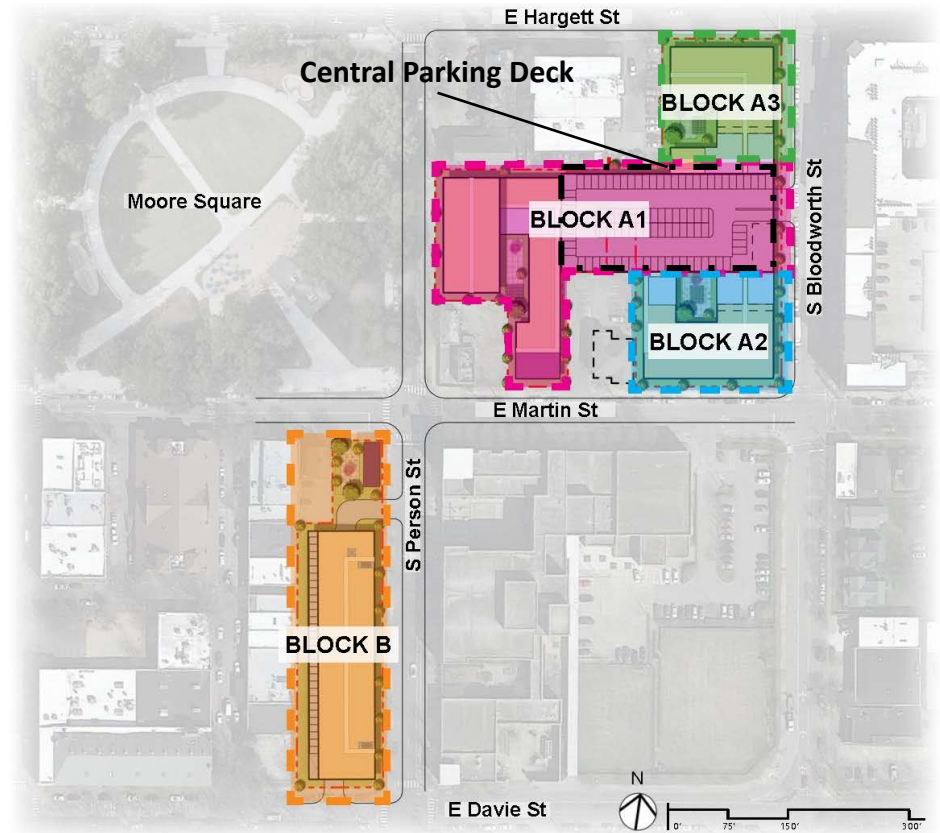 E Hargett St
Central Parking Deck
BLOCK A3
Moore Square
BLOCK A1
S Bloodworth St
BLOCK A2
E Martin St
S Person St
BLOCK B
N
E Davie St
0' 75' 150' 300'